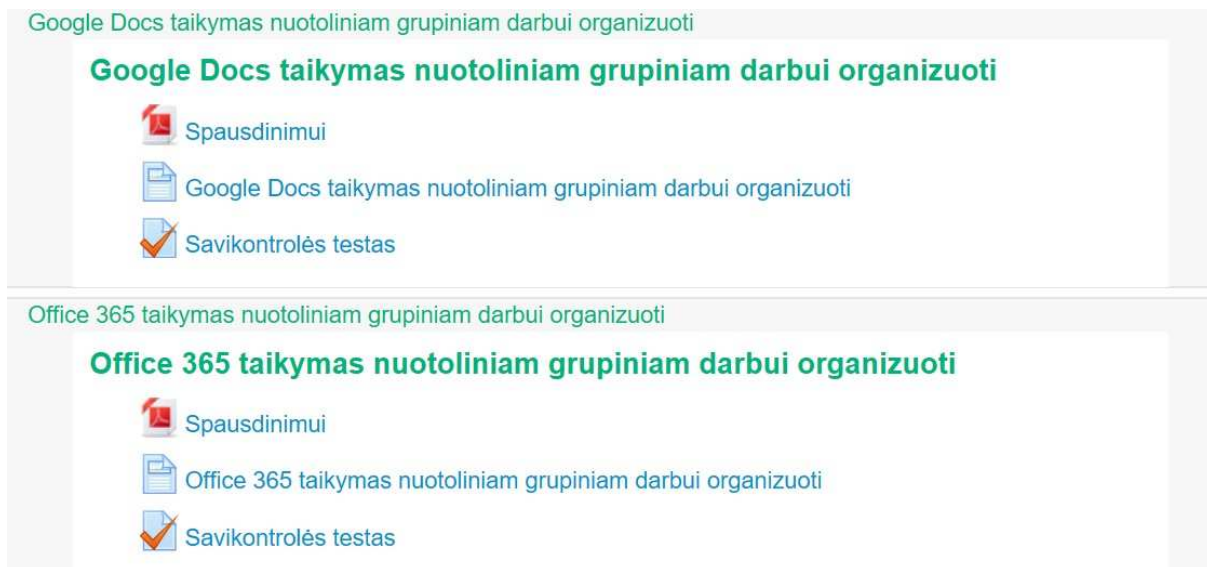 Google Docs taikymas nuotoliniam grupiniam darbui organizuoti
Google Docs taikymas nuotoliniam grupiniam darbui organizuoti
Spausdinimui
Google Docs taikymas nuotoliniam grupiniam darbui organizuoti
Savikontrolės testas
Office 365 taikymas nuotoliniam grupiniam darbui organizuoti
Office 365 taikymas nuotoliniam grupiniam darbui organizuoti
Spausdinimui
Office 365 taikymas nuotoliniam grupiniam darbui organizuoti
Savikontrolės testas